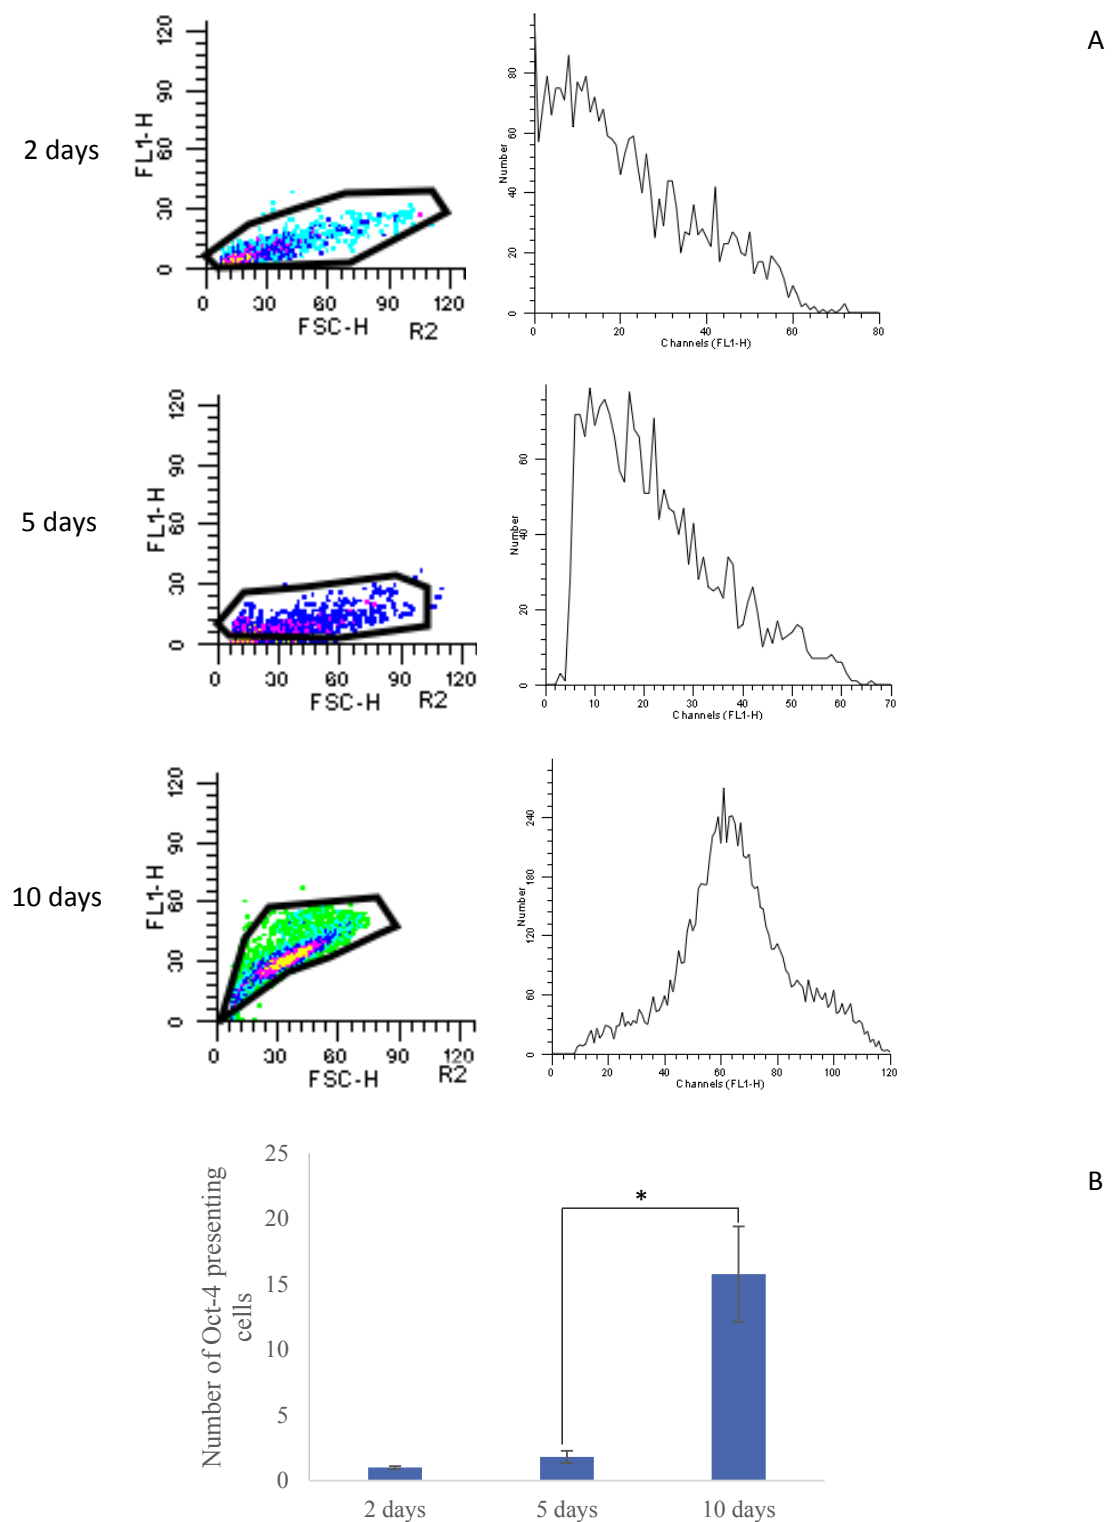 A
2 days
FL1-H
120
90
60
30
0
0 30 60 90 120
FSC-H R2
Number
80
60
40
20
0
0 20 40 60 80
Channels (FL1-H)
5 days
FL1-H
120
90
60
30
0
0 30 60 90 120
FSC-H R2
Number
60
40
20
0
0 10 20 30 40 50 60 70
Channels (FL1-H)
10 days
FL1-H
120
90
60
30
0
0 30 60 90 120
FSC-H R2
Number
240
180
120
60
0
0 20 40 60 80 100 120
Channels (FL1-H)
B
Number of Oct-4 presenting
cells
25
20
15
10
5
0
*
2 days 5 days 10 days